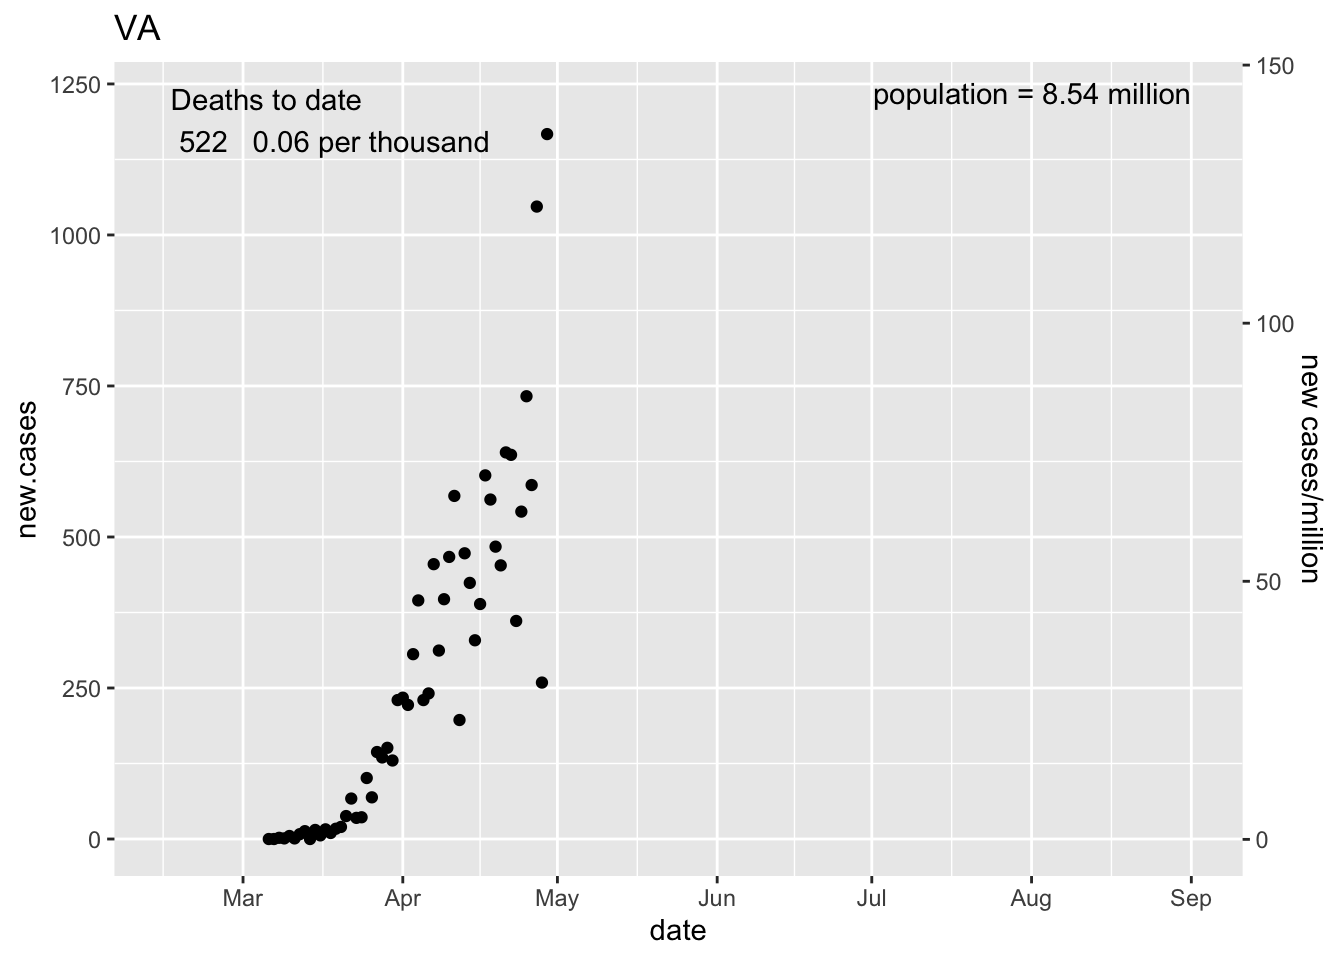 VA
Deaths to date
522 0.06 per thousand
population = 8.54 million
1250
1000
750
500
250
0
new.cases
150
100
50
0
new cases/million
Mar Apr May Jun Jul Aug Sep
date